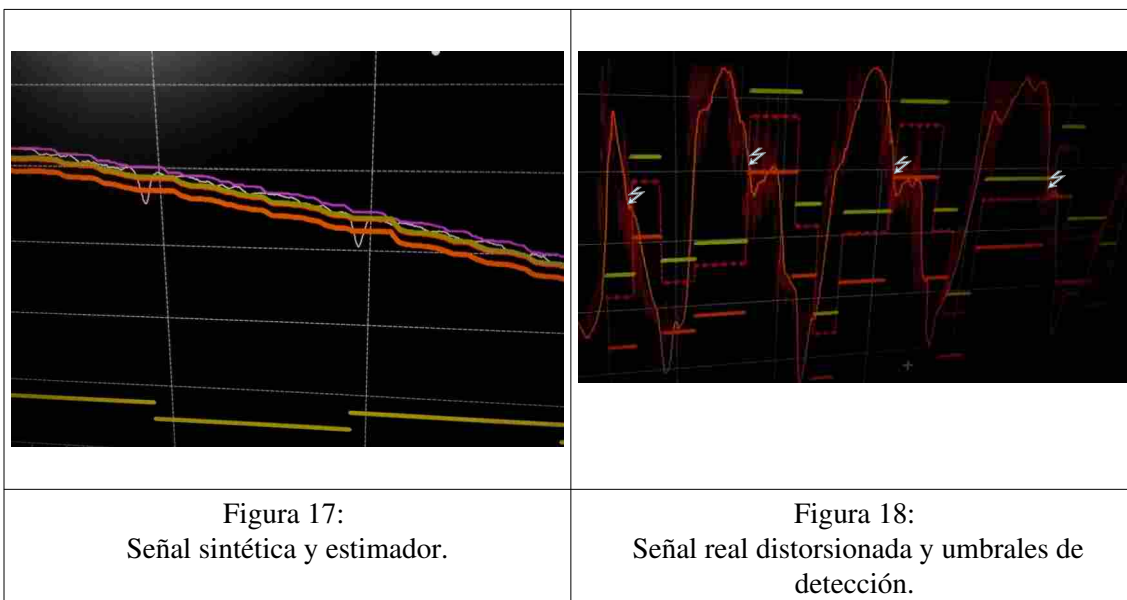 Figura 17:
Señal sintética y estimador.
Figura 18:
Señal real distorsionada y umbrales de
detección.